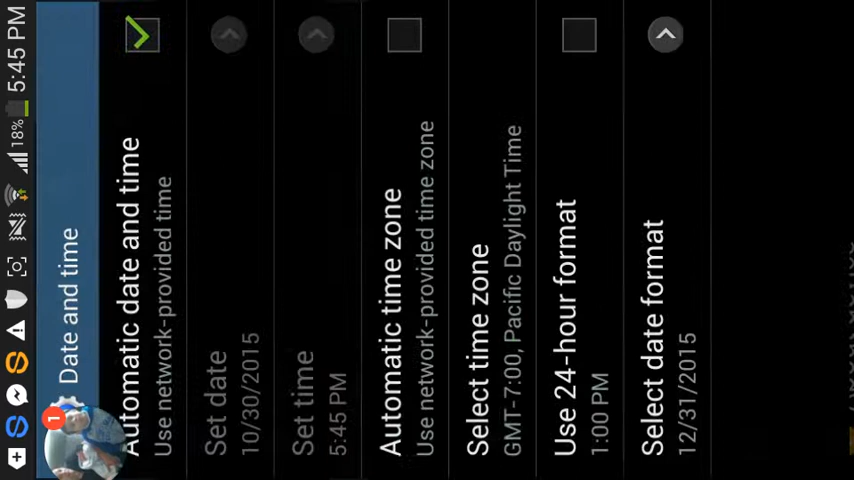 18% 5:45 PM
1
Date and time
Automatic date and time
Use network-provided time
Set date
10/30/2015
Set time
5:45 PM
Automatic time zone
Use network-provided time zone
Select time zone
GMT-7:00, Pacific Daylight Time
Use 24-hour format
1:00 PM
Select date format
12/31/2015